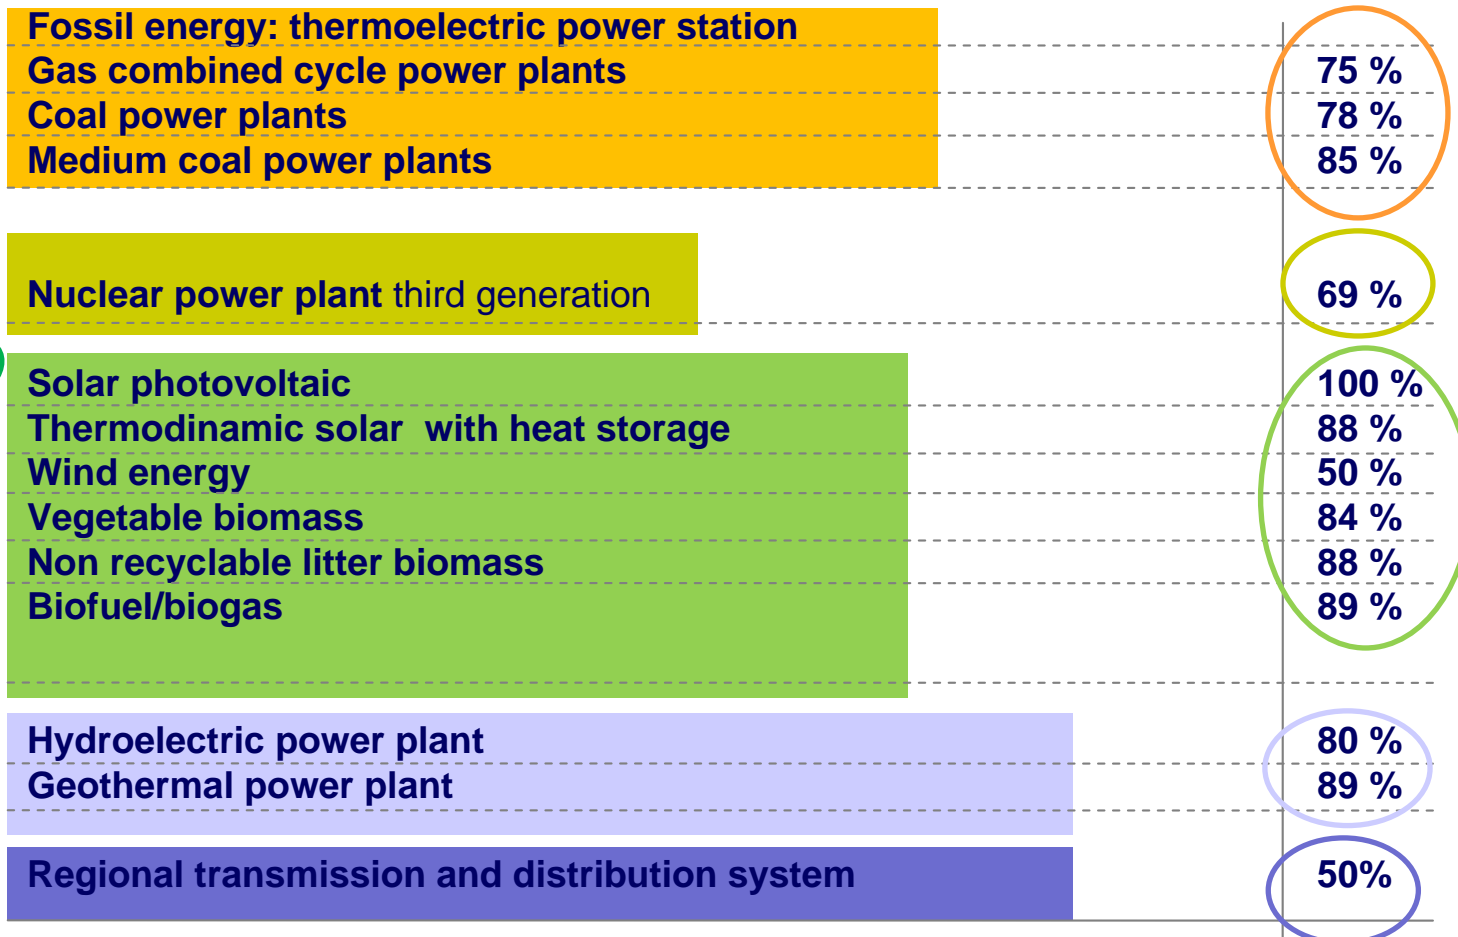 Fossil energy: thermoelectric power station
Gas combined cycle power plants 75 %
Coal power plants 78 %
Medium coal power plants 85 %
Nuclear power plant third generation 69 %
Solar photovoltaic 100 %
Thermodinamic solar with heat storage 88 %
Wind energy 50 %
Vegetable biomass 84 %
Non recyclable litter biomass 88 %
Biofuel/biogas 89 %
Hydroelectric power plant 80 %
Geothermal power plant 89 %
Regional transmission and distribution system 50%